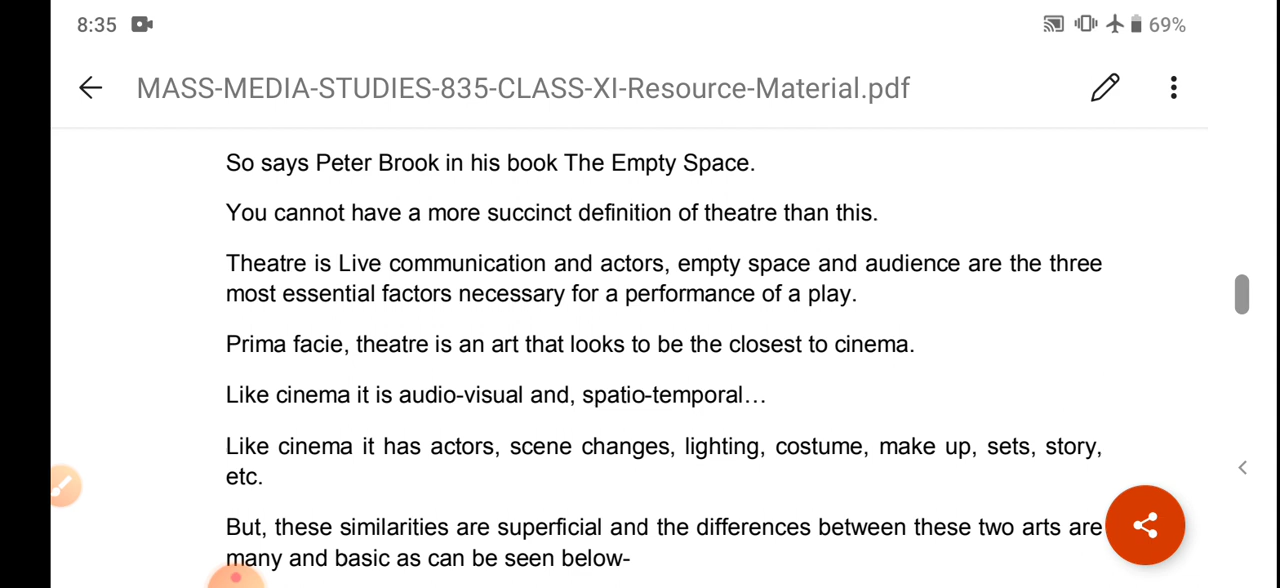 8:35
69%
MASS-MEDIA-STUDIES-835-CLASS-XI-Resource-Material.pdf
So says Peter Brook in his book The Empty Space.
You cannot have a more succinct definition of theatre than this.
Theatre is Live communication and actors, empty space and audience are the three
most essential factors necessary for a performance of a play.
Prima facie, theatre is an art that looks to be the closest to cinema.
Like cinema it is audio-visual and, spatio-temporal…
Like cinema it has actors, scene changes, lighting, costume, make up, sets, story,
etc.
But, these similarities are superficial and the differences between these two arts are
many and basic as can be seen below-